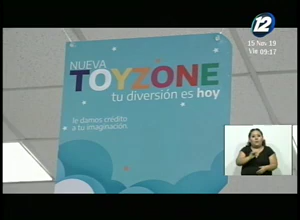 12
15 Nov 19
Vie 09:17
NUEVA
TOYZONE
tu diversión es hoy
le damos crédito
a tu imaginación.